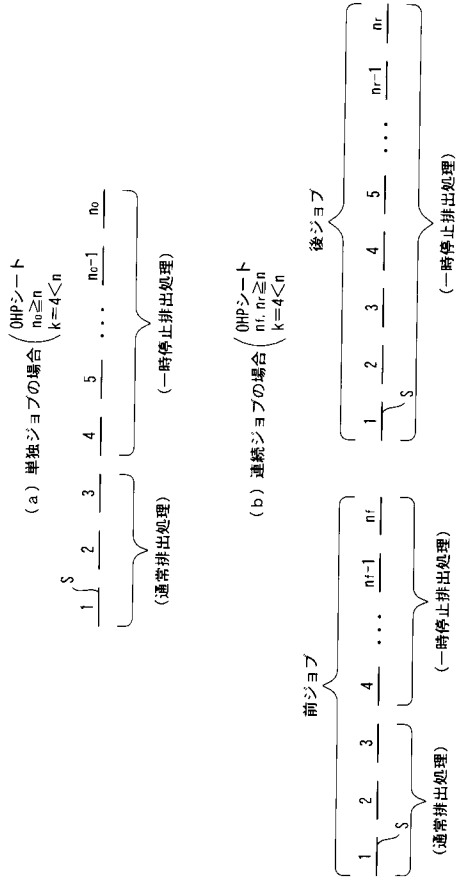 (a) 単独ジョブの場合 (OHPシート
n₀≧n
k=4<n)
S
1 2 3 4 5 ... n₀-1 n₀
(通常排出処理) (一時停止排出処理)
(b) 連続ジョブの場合 (OHPシート
nf, nr≧n
k=4<n)
前ジョブ 後ジョブ
1 2 3 4 ... nf-1 nf 1 2 3 4 5 ... nr-1 nr
S S
(通常排出処理) (一時停止排出処理) (一時停止排出処理)